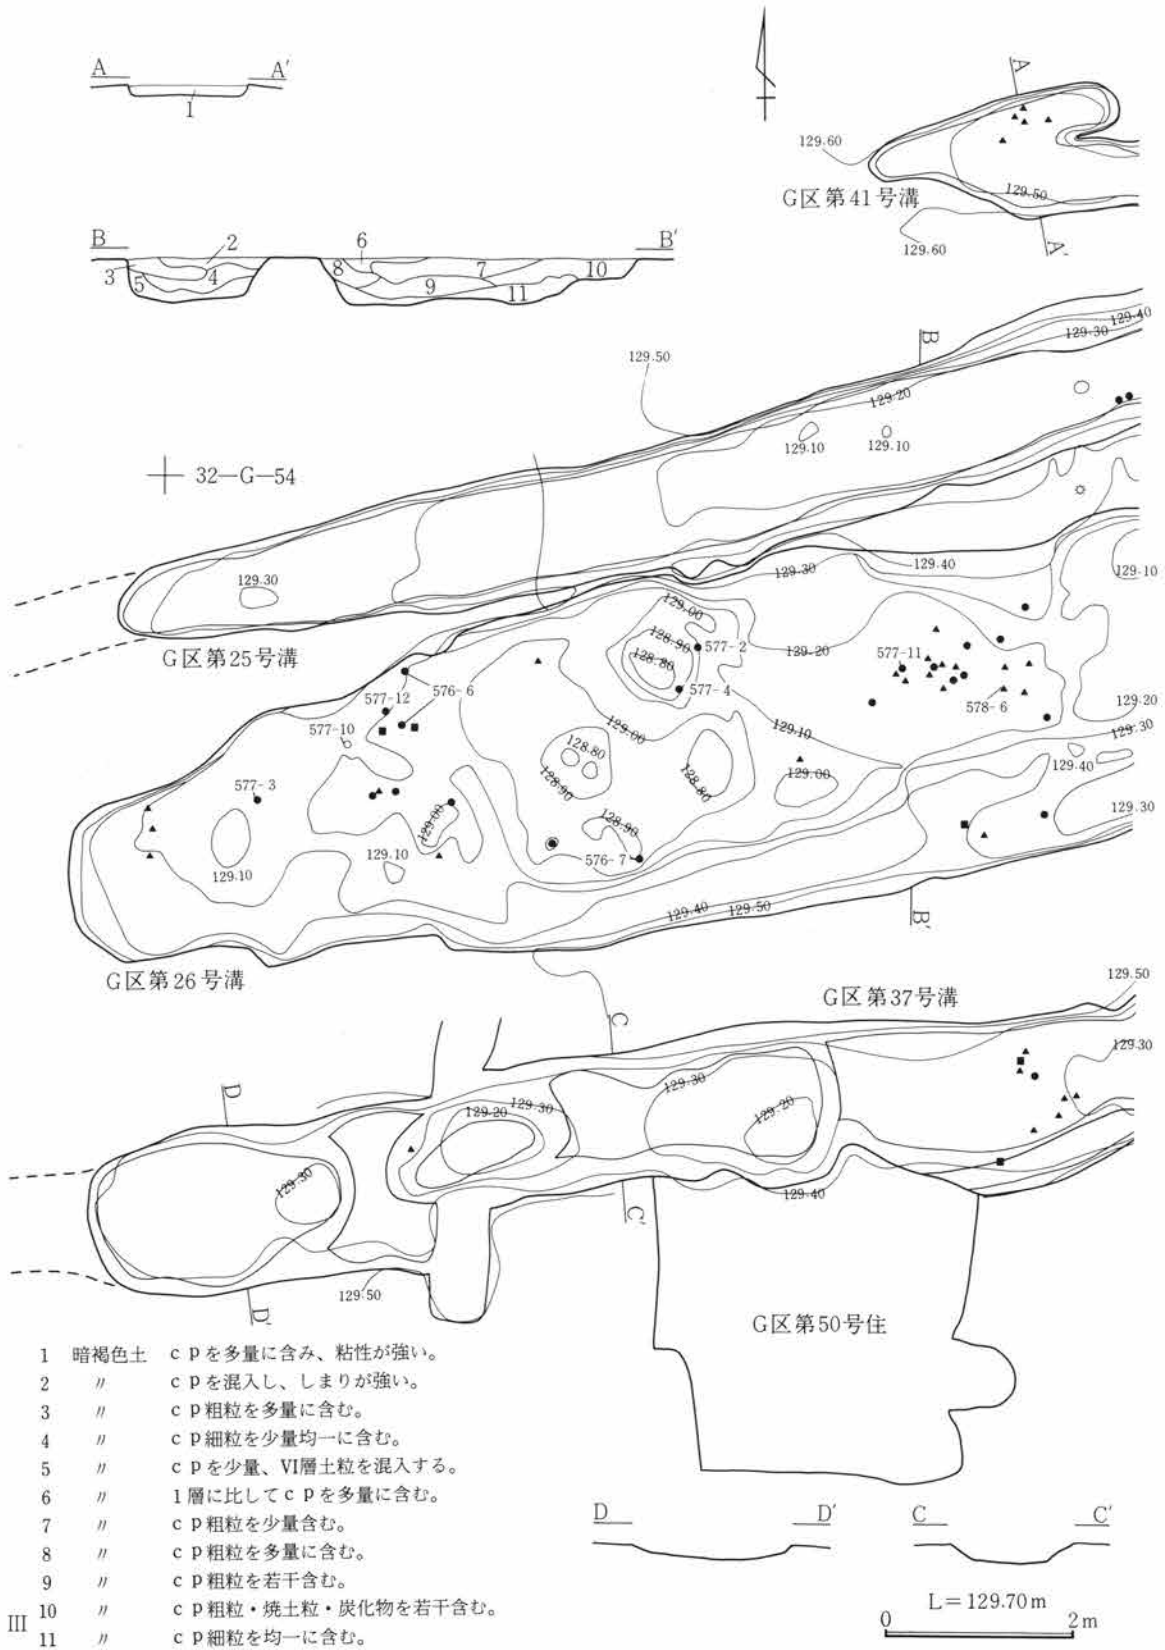 A A′
1
A
129.60
129.50
G区第41号溝
A′
129.60
B B′
2
6
3 4 5 8 7 10 9 11
129.40
129.30
B
129.50
129.20
129.10 129.10
32—G—54
129.30
129.40
129.30
129.10
G区第25号溝
129.00
128.90
577-2
128.80
129.20
577-11
577-4
578-6
576-6
577-12
577-10
129.00
129.10
129.20
129.30
128.80
128.90
128.80
129.00
129.40
577-3
129.00
128.90
129.30
129.10
129.10
576-7
129.40 129.50
B′
G区第26号溝
129.50
G区第37号溝
C
129.30
D
129.30
129.20
129.30
129.20
129.30
129.40
C′
129.50
D′
G区第50号住
1 暗褐色土 cpを多量に含み、粘性が強い。
2 〃 cpを混入し、しまりが強い。
3 〃 cp粗粒を多量に含む。
4 〃 cp細粒を少量均一に含む。
5 〃 cpを少量、VI層土粒を混入する。
6 〃 1層に比してcpを多量に含む。
7 〃 cp粗粒を少量含む。
8 〃 cp粗粒を多量に含む。
9 〃 cp粗粒を若干含む。
10 〃 cp粗粒・焼土粒・炭化物を若干含む。
11 〃 cp細粒を均一に含む。
III
D D′ C C′
L=129.70m
0 2m